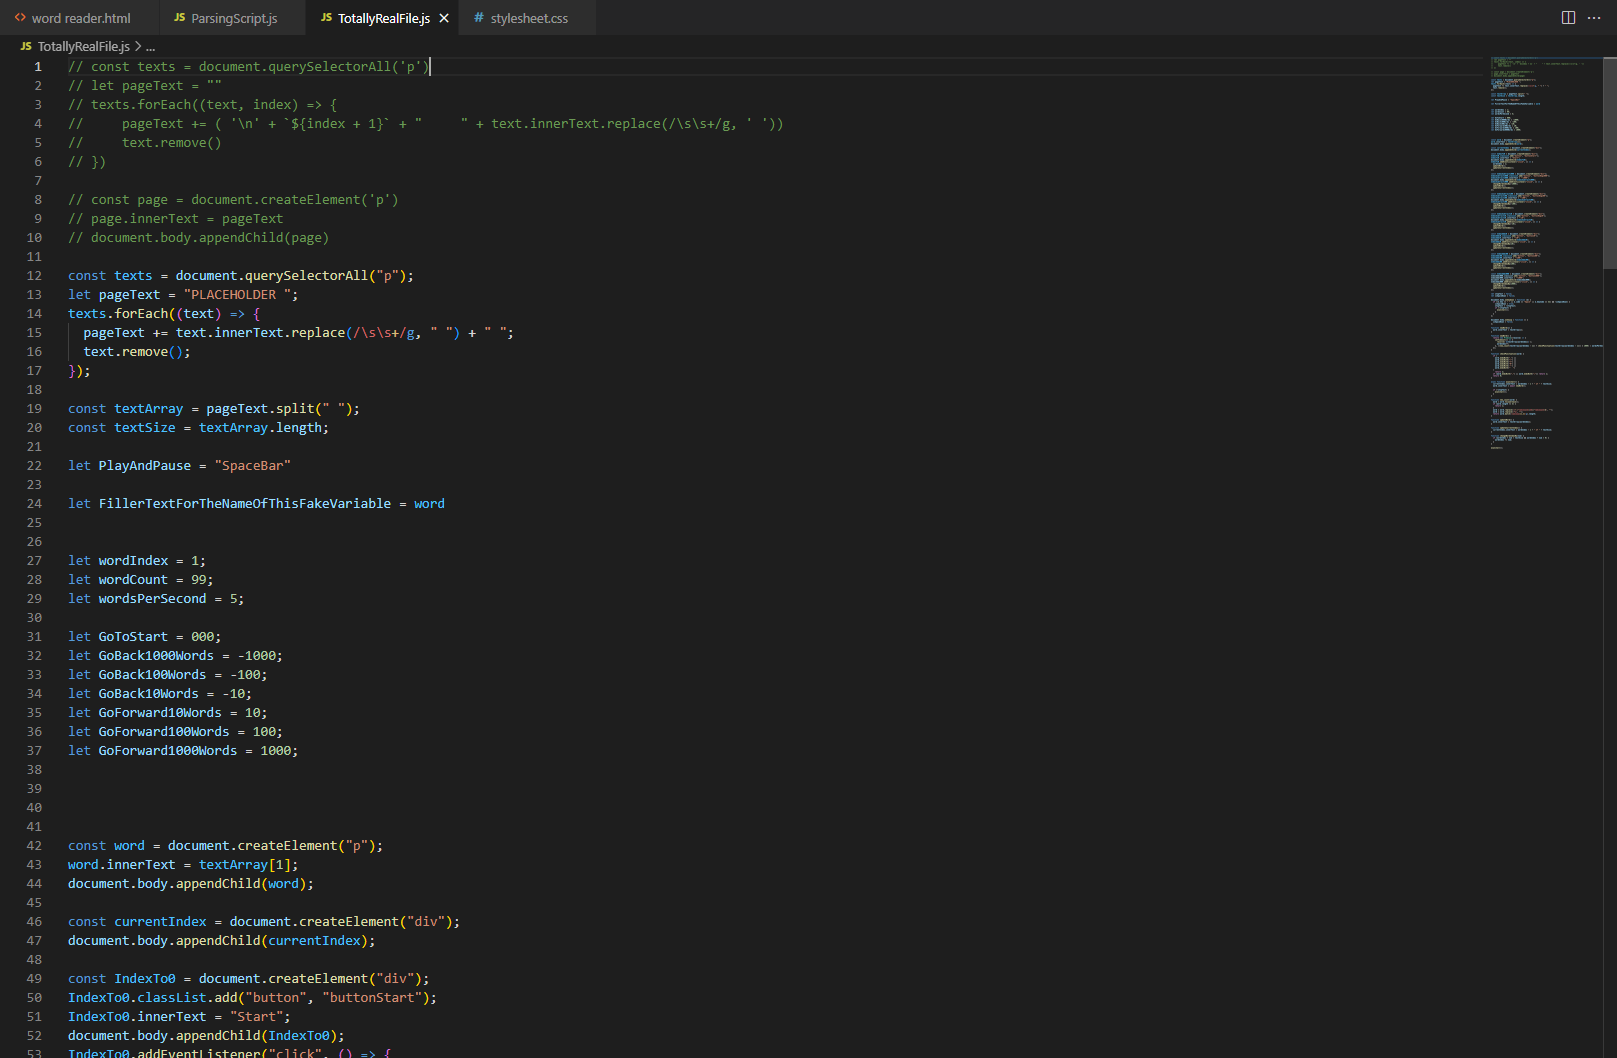 word reader.html
JS ParsingScript.js
JS TotallyRealFile.js
# stylesheet.css
JS TotallyRealFile.js > ...
1 // const texts = document.querySelectorAll('p')
2 // let pageText = ""
3 // texts.forEach((text, index) => {
4 //     pageText += ( '\n' + `${index + 1}` + "     " + text.innerText.replace(/\s\s+/g, ' '))
5 //     text.remove()
6 // })
7
8 // const page = document.createElement('p')
9 // page.innerText = pageText
10 // document.body.appendChild(page)
11
12 const texts = document.querySelectorAll("p");
13 let pageText = "PLACEHOLDER ";
14 texts.forEach((text) => {
15   pageText += text.innerText.replace(/\s\s+/g, " ") + " ";
16   text.remove();
17 });
18
19 const textArray = pageText.split(" ");
20 const textSize = textArray.length;
21
22 let PlayAndPause = "SpaceBar"
23
24 let FillerTextForTheNameOfThisFakeVariable = word
25
26
27 let wordIndex = 1;
28 let wordCount = 99;
29 let wordsPerSecond = 5;
30
31 let GoToStart = 000;
32 let GoBack1000Words = -1000;
33 let GoBack100Words = -100;
34 let GoBack10Words = -10;
35 let GoForward10Words = 10;
36 let GoForward100Words = 100;
37 let GoForward1000Words = 1000;
38
39
40
41
42 const word = document.createElement("p");
43 word.innerText = textArray[1];
44 document.body.appendChild(word);
45
46 const currentIndex = document.createElement("div");
47 document.body.appendChild(currentIndex);
48
49 const IndexTo0 = document.createElement("div");
50 IndexTo0.classList.add("button", "buttonStart");
51 IndexTo0.innerText = "Start";
52 document.body.appendChild(IndexTo0);
53 IndexTo0.addEventListener("click", () => {